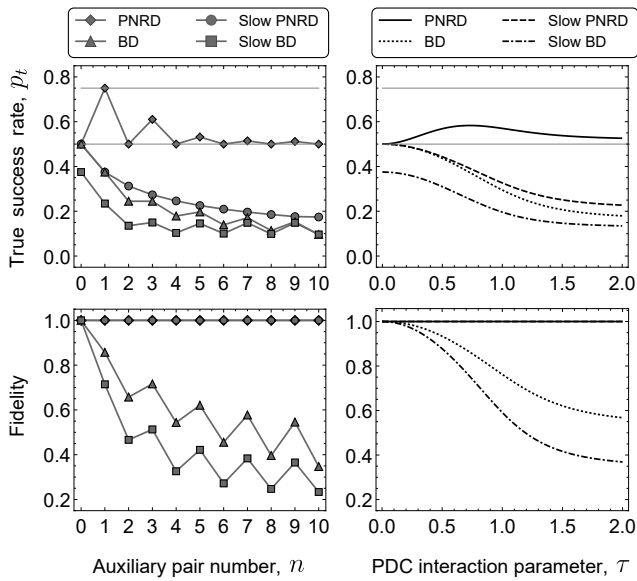 PNRD Slow PNRD
BD Slow BD
PNRD Slow PNRD
BD Slow BD
True success rate, p_t
0.8
0.6
0.4
0.2
0.0
0 1 2 3 4 5 6 7 8 9 10
0.8
0.6
0.4
0.2
0.0
0.0 0.5 1.0 1.5 2.0
Fidelity
1.0
0.8
0.6
0.4
0.2
0 1 2 3 4 5 6 7 8 9 10
Auxiliary pair number, n
1.0
0.8
0.6
0.4
0.2
0.0 0.5 1.0 1.5 2.0
PDC interaction parameter, τ